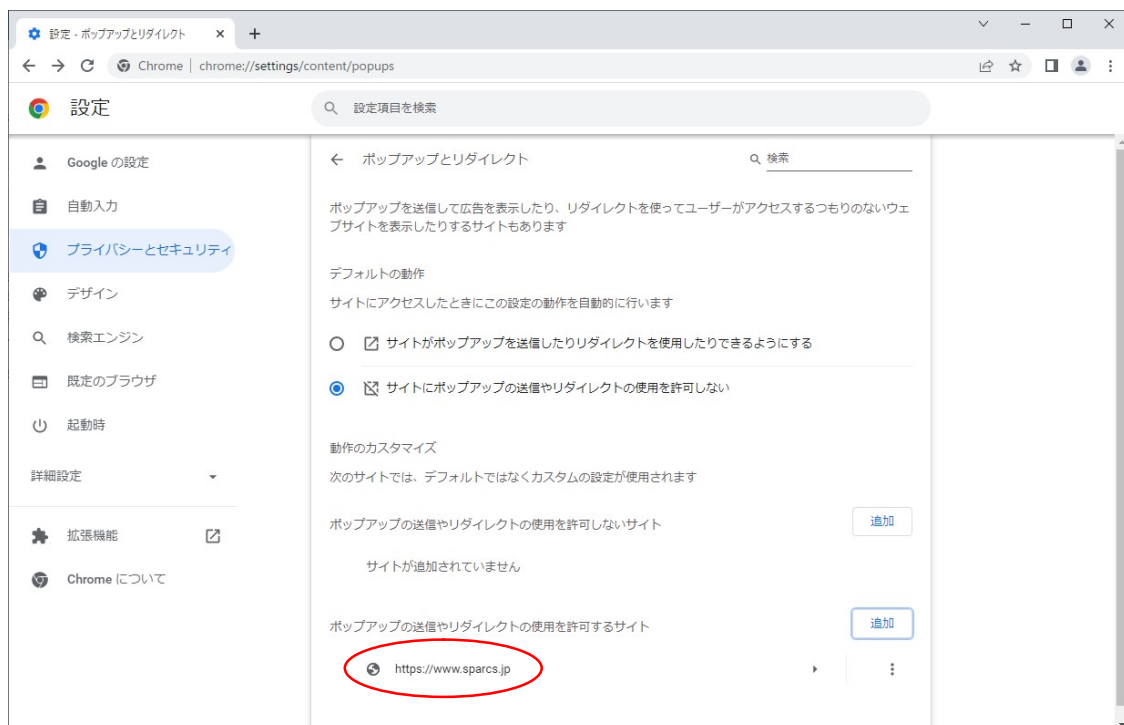 設定 - ポップアップとリダイレクト
Chrome | chrome://settings/content/popups
設定
設定項目を検索
Google の設定
自動入力
プライバシーとセキュリティ
デザイン
検索エンジン
既定のブラウザ
起動時
詳細設定
拡張機能
Chrome について
ポップアップとリダイレクト
検索
ポップアップを送信して広告を表示したり、リダイレクトを使ってユーザーがアクセスするつもりのないウェ
ブサイトを表示したりするサイトもあります
デフォルトの動作
サイトにアクセスしたときにこの設定の動作を自動的に行います
サイトがポップアップを送信したりリダイレクトを使用したりできるようにする
サイトにポップアップの送信やリダイレクトの使用を許可しない
動作のカスタマイズ
次のサイトでは、デフォルトではなくカスタムの設定が使用されます
ポップアップの送信やリダイレクトの使用を許可しないサイト
追加
サイトが追加されていません
ポップアップの送信やリダイレクトの使用を許可するサイト
追加
https://www.sparcs.jp